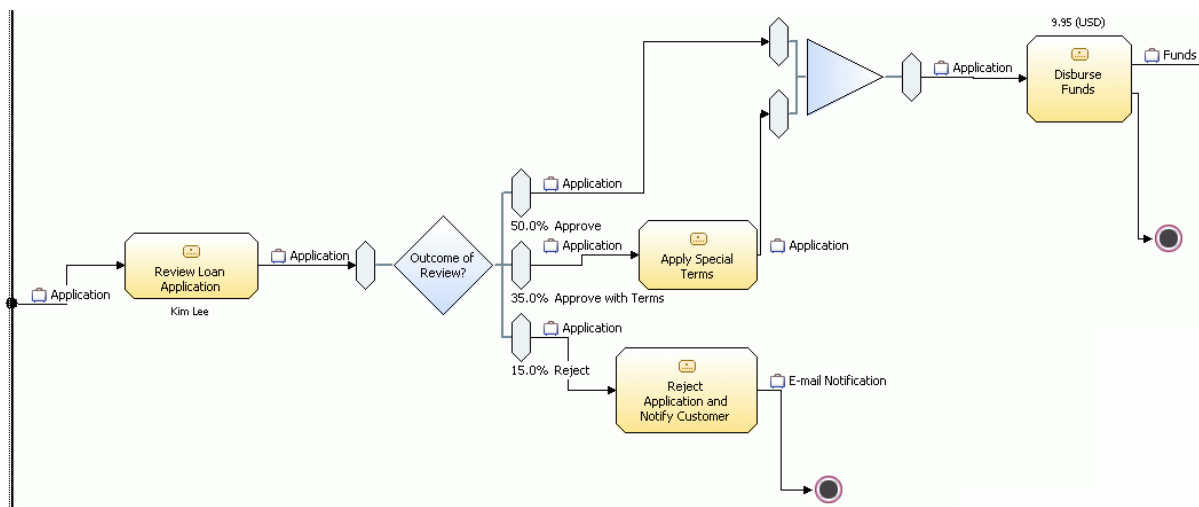 9.95 (USD)
Application
Disburse
Funds
Funds
Application
50.0% Approve
Application
Review Loan
Application
Kim Lee
Application
Application
Outcome of
Review?
Application
35.0% Approve with Terms
Apply Special
Terms
Application
Application
15.0% Reject
Reject
Application and
Notify Customer
E-mail Notification